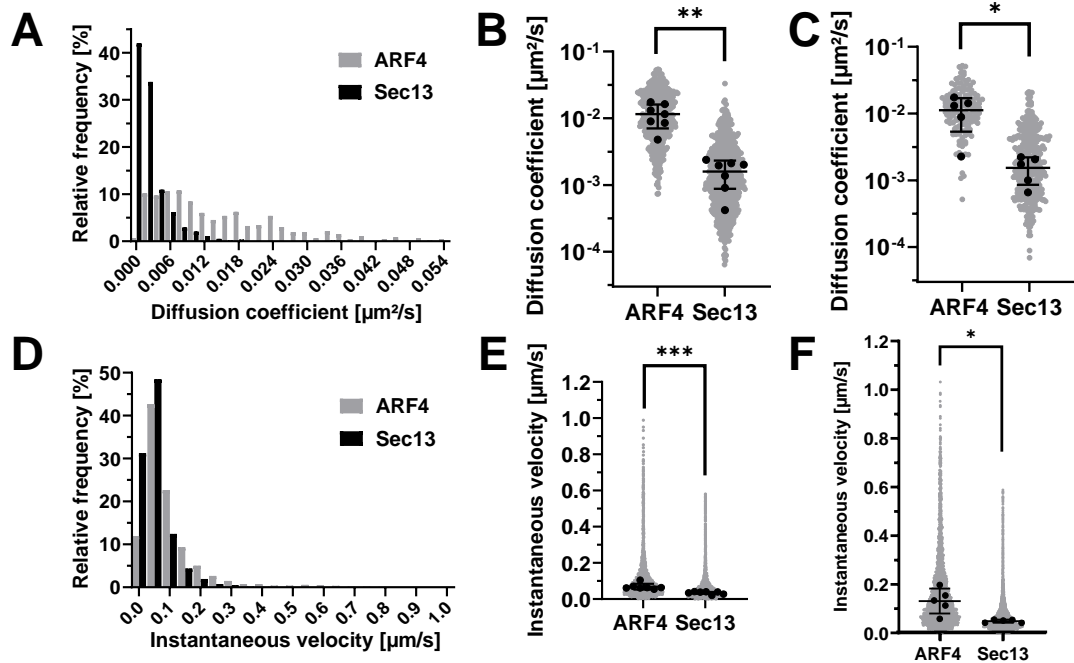 A
Relative frequency [%]
40
30
20
10
0
ARF4
Sec13
0.000
0.006
0.012
0.018
0.024
0.030
0.036
0.042
0.048
0.054
Diffusion coefficient [µm²/s]
B
Diffusion coefficient [µm²/s]
**
10⁻¹
10⁻²
10⁻³
10⁻⁴
ARF4 Sec13
C
Diffusion coefficient [µm²/s]
*
10⁻¹
10⁻²
10⁻³
10⁻⁴
ARF4 Sec13
D
Relative frequency [%]
50
40
30
20
10
0
ARF4
Sec13
0.0
0.1
0.2
0.3
0.4
0.5
0.6
0.7
0.8
0.9
1.0
Instantaneous velocity [µm/s]
E
Instantaneous velocity [µm/s]
***
1.2
1.0
0.8
0.6
0.4
0.2
0.0
ARF4 Sec13
F
Instantaneous velocity [µm/s]
*
1.2
1.0
0.8
0.6
0.4
0.2
0.0
ARF4 Sec13